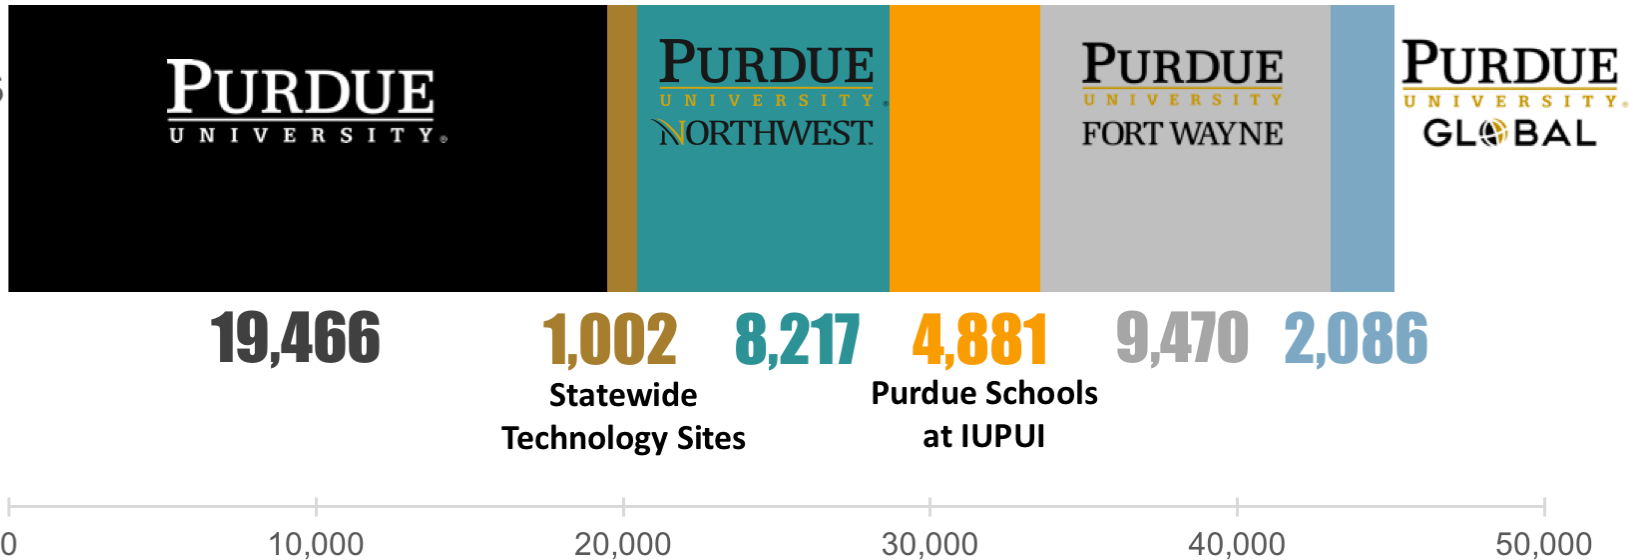 PURDUE
UNIVERSITY®
PURDUE
UNIVERSITY®
NORTHWEST™
PURDUE
UNIVERSITY
FORT WAYNE
PURDUE
UNIVERSITY®
GLOBAL
19,466
1,002
8,217
4,881
9,470
2,086
Statewide
Technology Sites
Purdue Schools
at IUPUI
0
10,000
20,000
30,000
40,000
50,000